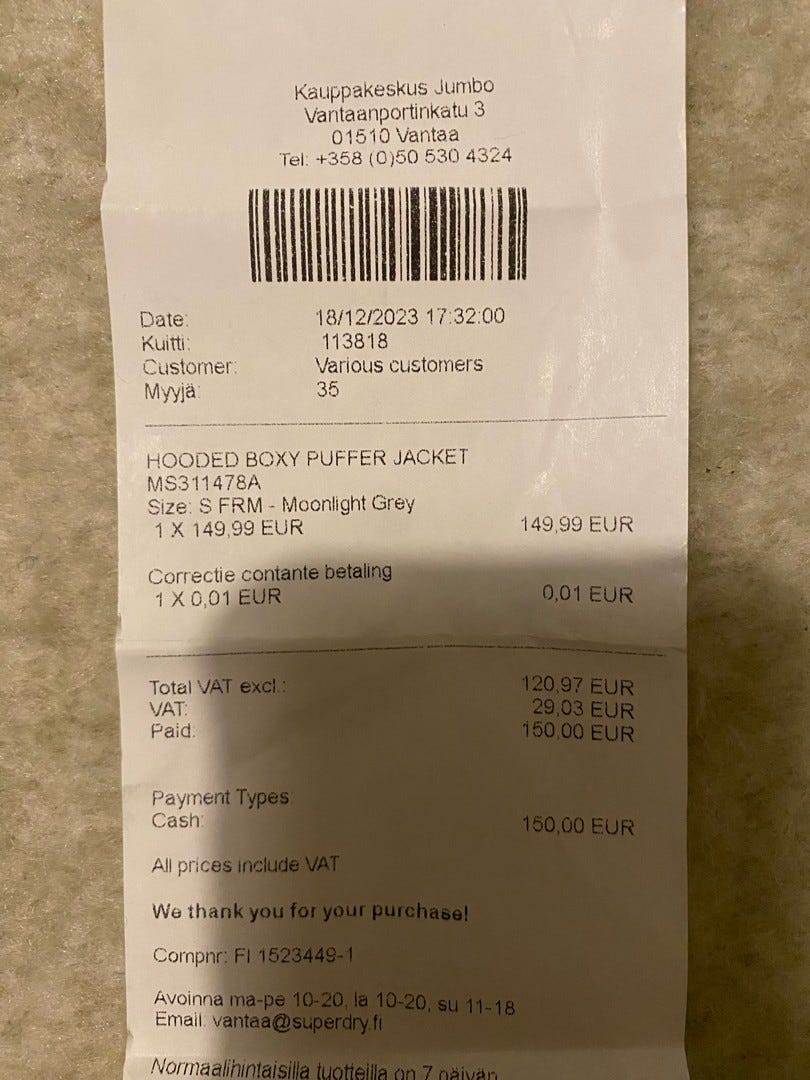 Kauppakeskus Jumbo
Vantaanportinkatu 3
01510 Vantaa
Tel: +358 (0)50 530 4324
Date: 18/12/2023 17:32:00
Kuitti: 113818
Customer: Various customers
Myyjä: 35
HOODED BOXY PUFFER JACKET
MS311478A
Size: S FRM - Moonlight Grey
1 X 149,99 EUR 149,99 EUR
Correctie contante betaling
1 X 0,01 EUR 0,01 EUR
Total VAT excl.: 120,97 EUR
VAT: 29,03 EUR
Paid: 150,00 EUR
Payment Types:
Cash: 150,00 EUR
All prices include VAT
We thank you for your purchase!
Compnr: FI 1523449-1
Avoinna ma-pe 10-20, la 10-20, su 11-18
Email: vantaa@superdry.fi
Normaalihintaisilla tuotteilla on 7 päivän